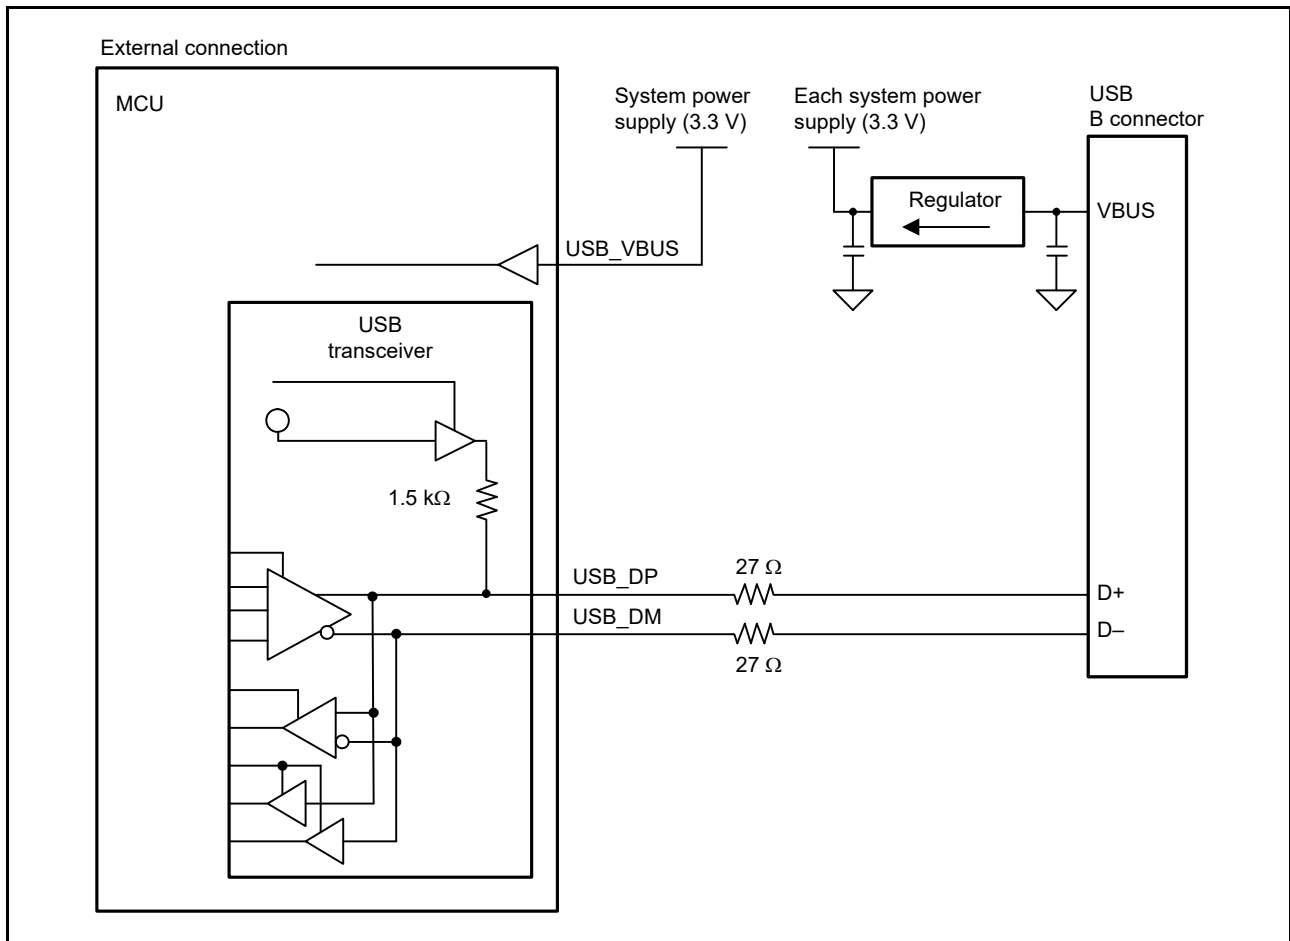 External connection
MCU
System power
supply (3.3 V)
Each system power
supply (3.3 V)
USB
B connector
Regulator
VBUS
USB_VBUS
USB
transceiver
1.5 kΩ
USB_DP
27 Ω
D+
USB_DM
27 Ω
D–